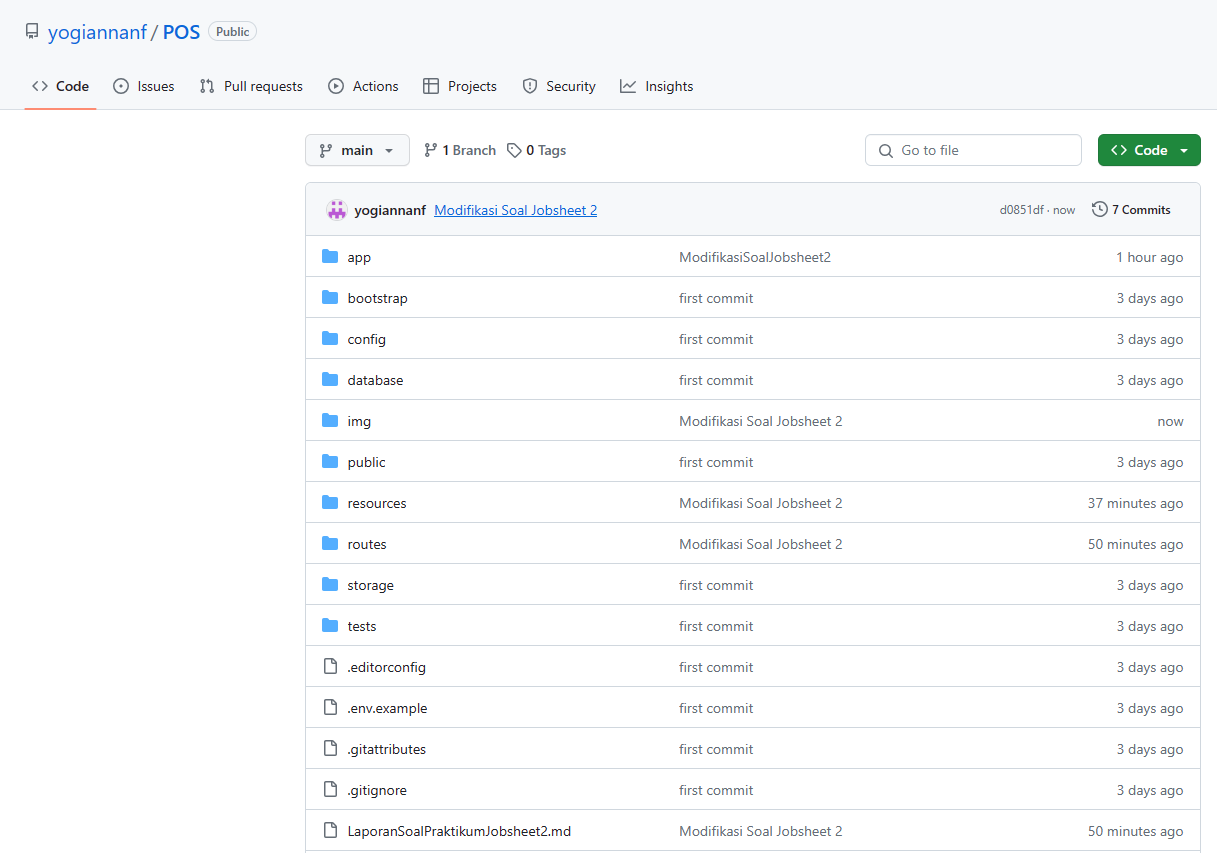 yogiannanf / POS Public
Code Issues Pull requests Actions Projects Security Insights
main 1 Branch 0 Tags Go to file Code
yogiannanf Modifikasi Soal Jobsheet 2 d0851df · now 7 Commits
app ModifikasiSoalJobsheet2 1 hour ago
bootstrap first commit 3 days ago
config first commit 3 days ago
database first commit 3 days ago
img Modifikasi Soal Jobsheet 2 now
public first commit 3 days ago
resources Modifikasi Soal Jobsheet 2 37 minutes ago
routes Modifikasi Soal Jobsheet 2 50 minutes ago
storage first commit 3 days ago
tests first commit 3 days ago
.editorconfig first commit 3 days ago
.env.example first commit 3 days ago
.gitattributes first commit 3 days ago
.gitignore first commit 3 days ago
LaporanSoalPraktikumJobsheet2.md Modifikasi Soal Jobsheet 2 50 minutes ago